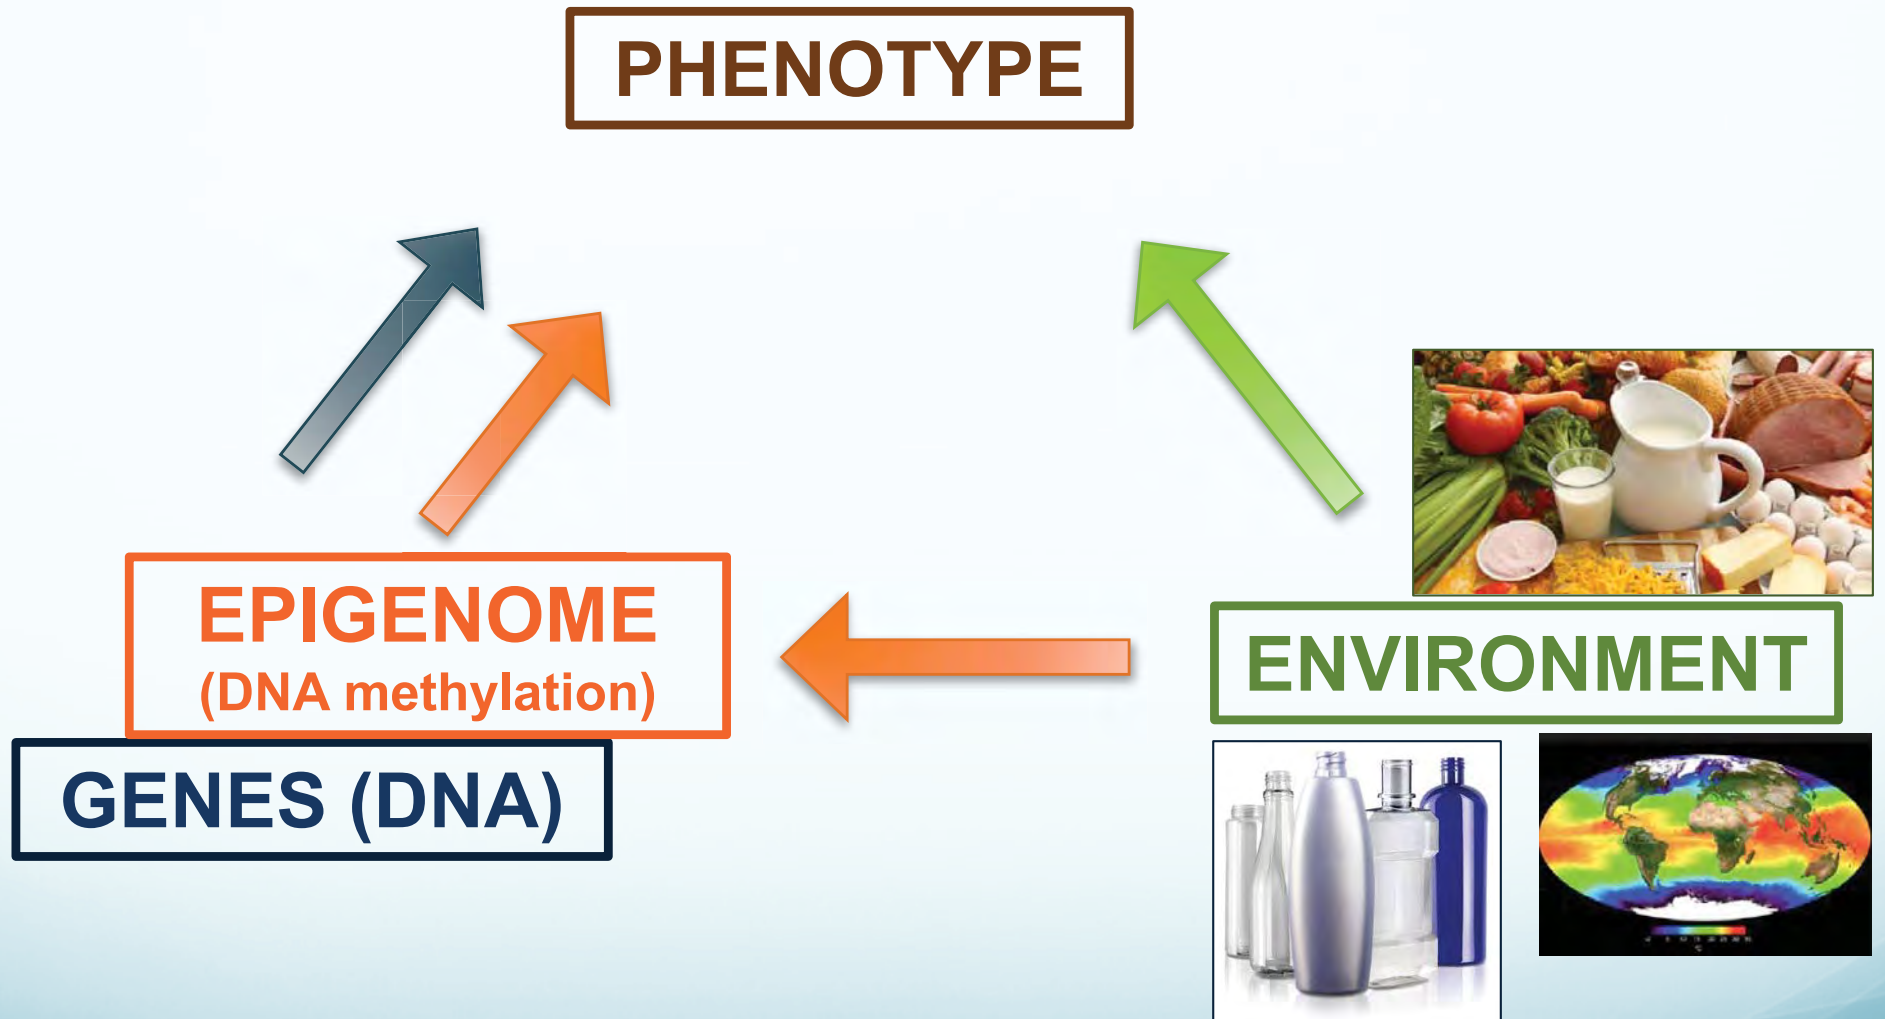 PHENOTYPE
EPIGENOME
(DNA methylation)
ENVIRONMENT
GENES (DNA)